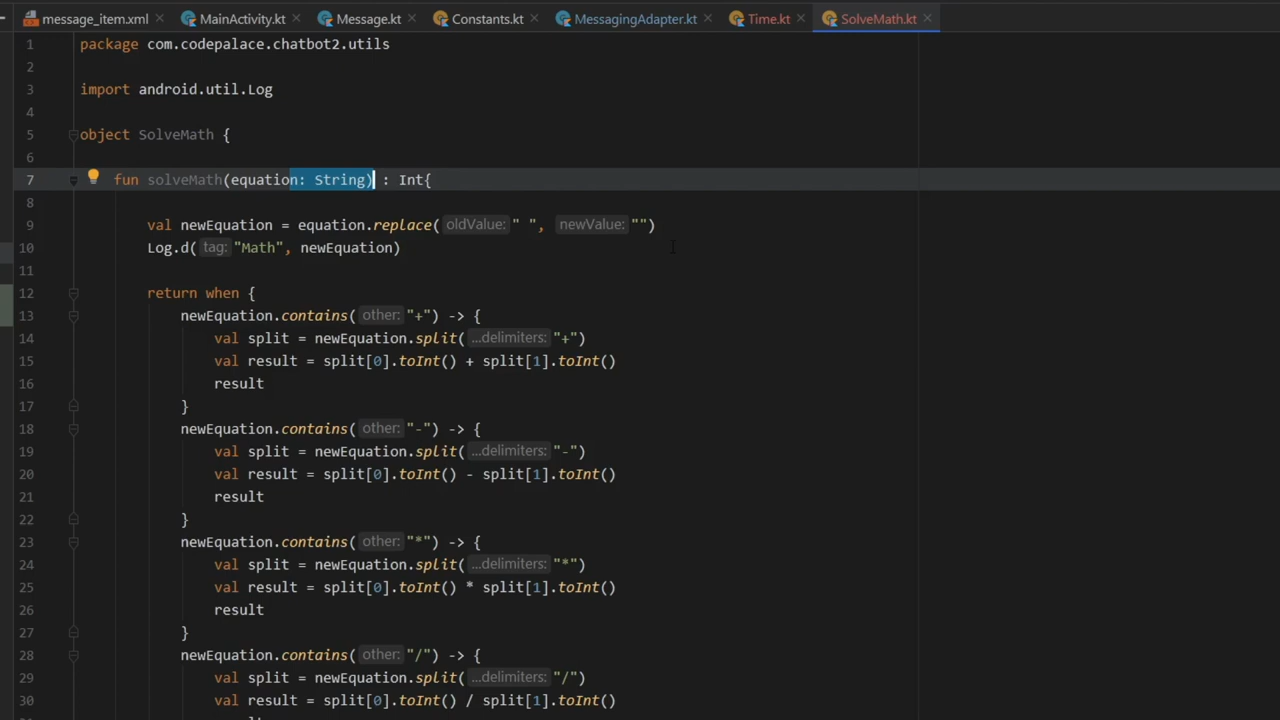 message_item.xml MainActivity.kt Message.kt Constants.kt MessagingAdapter.kt Time.kt SolveMath.kt
1 package com.codepalace.chatbot2.utils
2
3 import android.util.Log
4
5 object SolveMath {
6
7 fun solveMath(equation: String) : Int{
8
9 val newEquation = equation.replace( oldValue: " ", newValue: "")
10 Log.d( tag: "Math", newEquation)
11
12 return when {
13 newEquation.contains( other: "+") -> {
14 val split = newEquation.split( ...delimiters: "+")
15 val result = split[0].toInt() + split[1].toInt()
16 result
17 }
18 newEquation.contains( other: "-") -> {
19 val split = newEquation.split( ...delimiters: "-")
20 val result = split[0].toInt() - split[1].toInt()
21 result
22 }
23 newEquation.contains( other: "*") -> {
24 val split = newEquation.split( ...delimiters: "*")
25 val result = split[0].toInt() * split[1].toInt()
26 result
27 }
28 newEquation.contains( other: "/") -> {
29 val split = newEquation.split( ...delimiters: "/")
30 val result = split[0].toInt() / split[1].toInt()